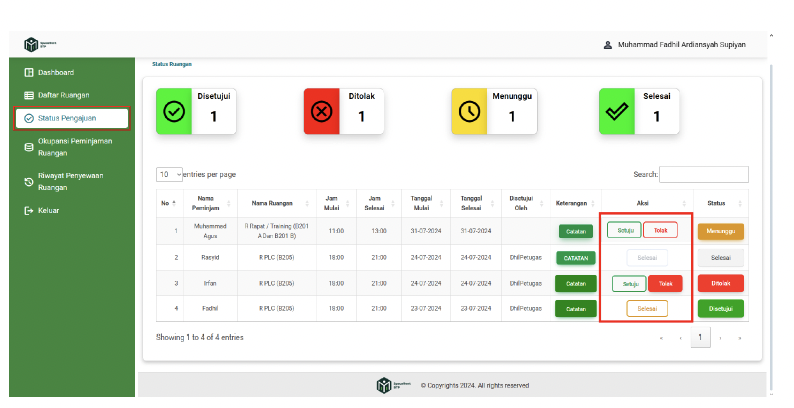 Muhammad Fadhil Ardiansyah Supiyan
Dashboard
Daftar Ruangan
Status Pengajuan
Okupansi Peminjaman
Ruangan
Riwayat Penyewaan
Ruangan
Keluar
Status Ruangan
Disetujui
1
Ditolak
1
Menunggu
1
Selesai
1
10 entries per page
Search:
No Nama Peminjam Nama Ruangan Jam Mulai Jam Selesai Tanggal Mulai Tanggal Selesai Disetujui Oleh Keterangan Aksi Status
1 Muhammad Agus R Rapat / Training (B201 A Dan B201 B) 11:00 13:00 31-07-2024 31-07-2024 Catatan Setuju Tolak Menunggu
2 Rasyid R PLC (B205) 18:00 21:00 24-07-2024 24-07-2024 DhilPetugas CATATAN Selesai Selesai
3 Irfan R PLC (B205) 18:00 21:00 24-07-2024 24-07-2024 DhilPetugas Catatan Setuju Tolak Ditolak
4 Fadhil R PLC (B205) 18:00 21:00 23-07-2024 23-07-2024 DhilPetugas Catatan Selesai Disetujui
Showing 1 to 4 of 4 entries
« ‹ 1 › »
© Copyrights 2024. All rights reserved